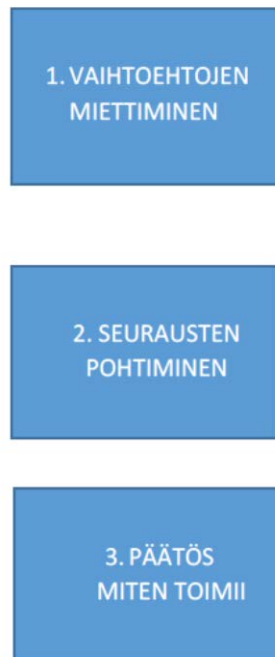 1. VAIHTOEHTOJEN
MIETTIMINEN
2. SEURAUSTEN
POHTIMINEN
3. PÄÄTÖS
MITEN TOIMII